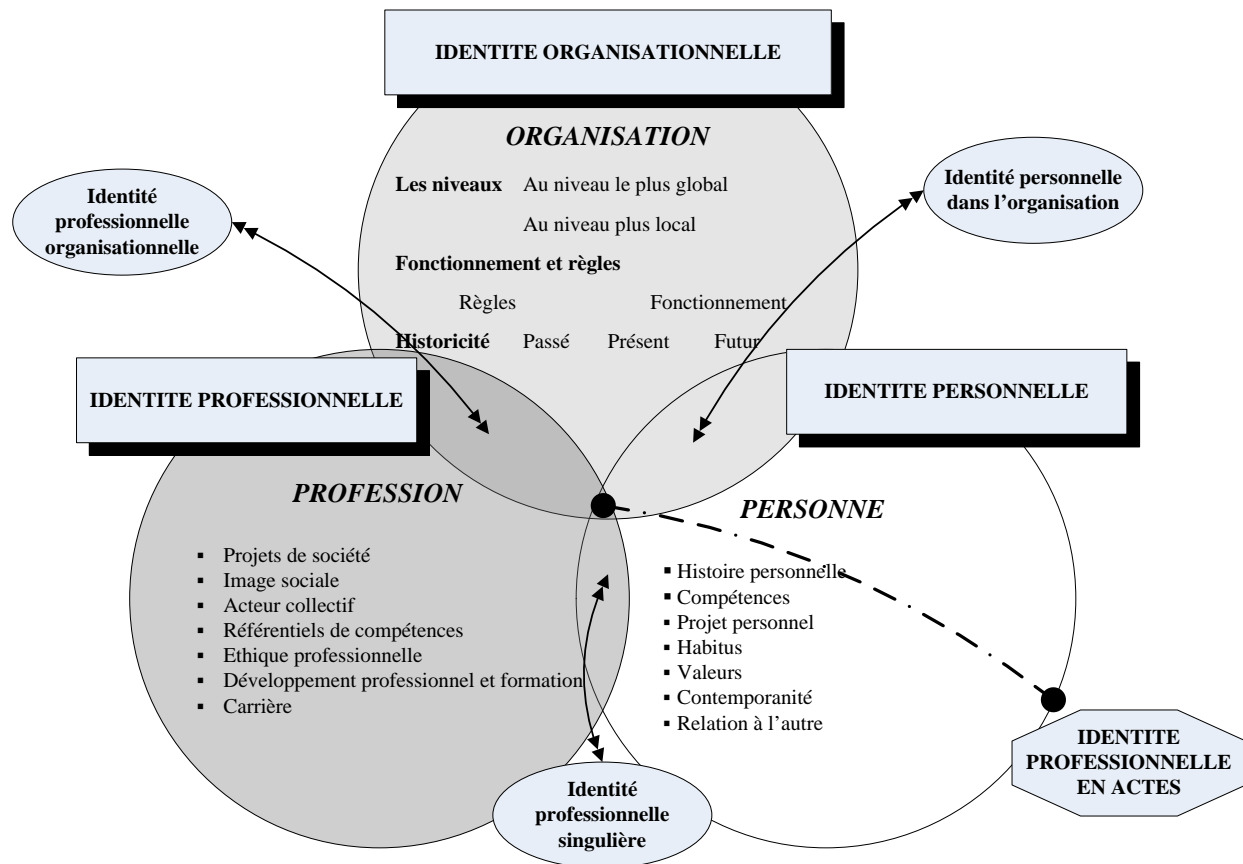 IDENTITE ORGANISATIONNELLE
ORGANISATION
Les niveaux Au niveau le plus global
Au niveau plus local
Fonctionnement et règles
Règles Fonctionnement
Historicité Passé Présent Futur
Identité
professionnelle
organisationnelle
Identité personnelle
dans l’organisation
IDENTITE PROFESSIONNELLE
IDENTITE PERSONNELLE
PROFESSION
▪ Projets de société
▪ Image sociale
▪ Acteur collectif
▪ Référentiels de compétences
▪ Ethique professionnelle
▪ Développement professionnel et formation
▪ Carrière
PERSONNE
▪ Histoire personnelle
▪ Compétences
▪ Projet personnel
▪ Habitus
▪ Valeurs
▪ Contemporanité
▪ Relation à l’autre
Identité
professionnelle
singulière
IDENTITE
PROFESSIONNELLE
EN ACTES